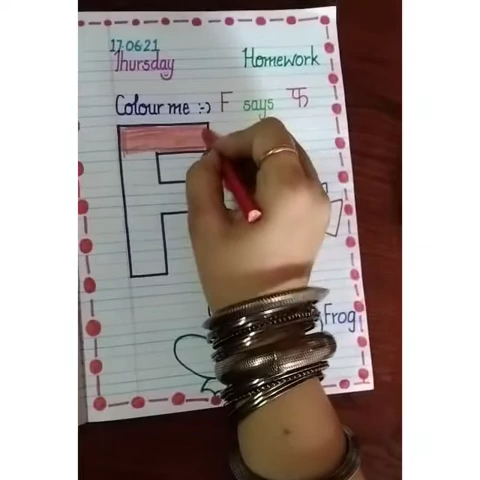 17.06.21
Thursday Homework
Colour me :-) F says फ
F
Frog